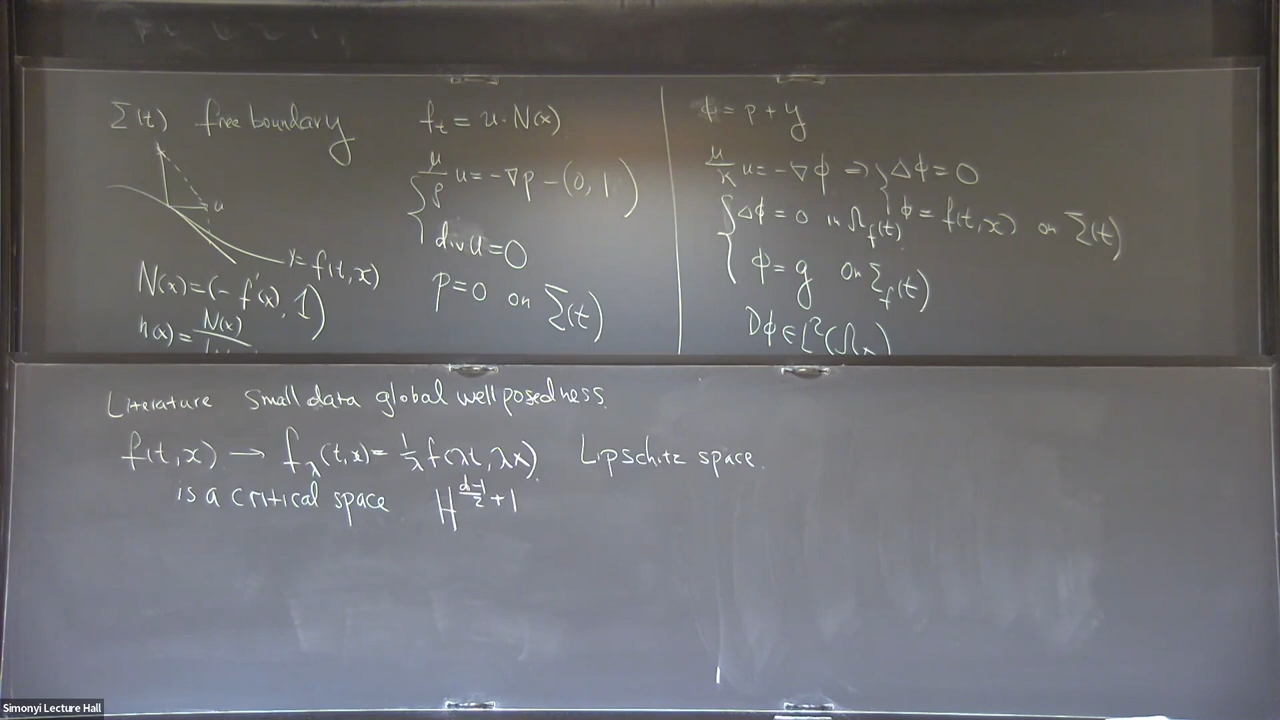 Σ(t) free boundary
u
y=f(t,x)
N(x)=(-f'(x), 1)
n(x)= N(x)/
f_t = u·N(x)
μ/ρ u = -∇p - (0, 1)
div u = 0
p = 0 on Σ(t)
ϕ = p + y
μ/κ u = -∇ϕ ⇒ { Δϕ = 0
ϕ = f(t,x) on Σ(t)
{ Δϕ = 0 in Ω_f(t)
ϕ = g on Σ_f(t)
Dϕ ∈ L²(Ω
Literature small data global wellposedness.
f(t,x) → f_λ(t,x) = 1/λ f(λt, λx) Lipschitz space.
is a critical space H^{(d-1)/2 + 1}
Simonyi Lecture Hall